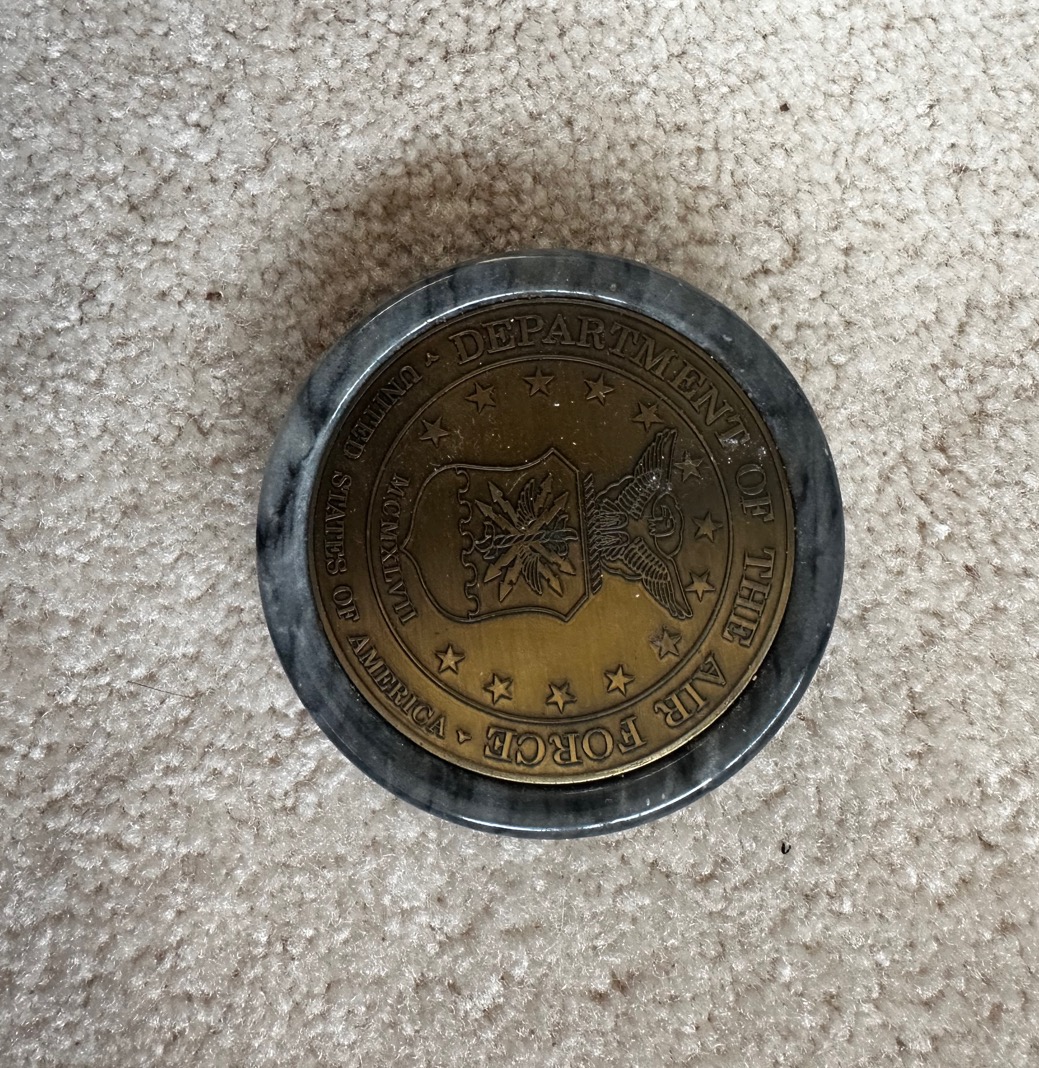 DEPARTMENT OF THE AIR FORCE
MCMXLVII
UNITED STATES OF AMERICA